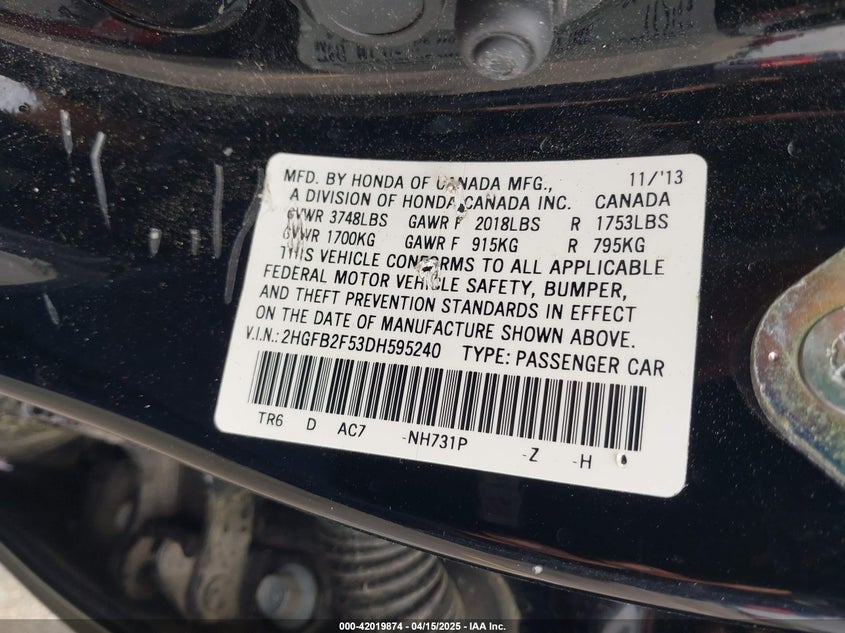 MFD. BY HONDA OF CANADA MFG., 11/'13
A DIVISION OF HONDA CANADA INC. CANADA
GVWR 3748LBS GAWR F 2018LBS R 1753LBS
GVWR 1700KG GAWR F 915KG R 795KG
THIS VEHICLE CONFORMS TO ALL APPLICABLE
FEDERAL MOTOR VEHICLE SAFETY, BUMPER,
AND THEFT PREVENTION STANDARDS IN EFFECT
ON THE DATE OF MANUFACTURE SHOWN ABOVE.
V.I.N.: 2HGFB2F53DH595240 TYPE: PASSENGER CAR
TR6 D AC7 -NH731P -Z -H
000-42019874 - 04/15/2025 - IAA Inc.